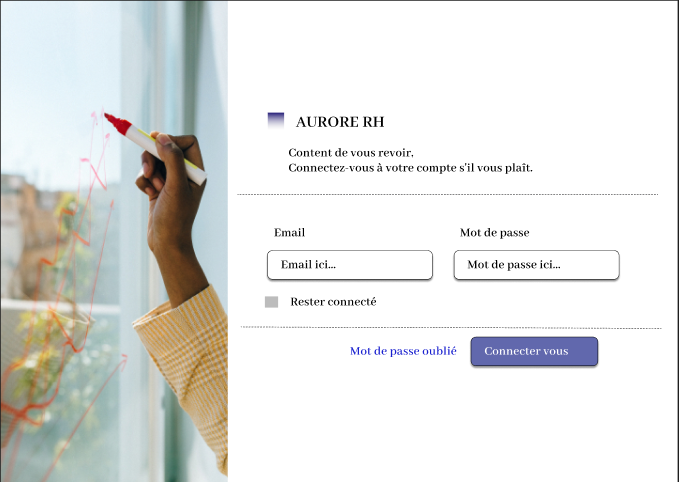 AURORE RH
Content de vous revoir.
Connectez-vous à votre compte s'il vous plaît.
Email
Mot de passe
Email ici...
Mot de passe ici...
Rester connecté
Mot de passe oublié
Connecter vous